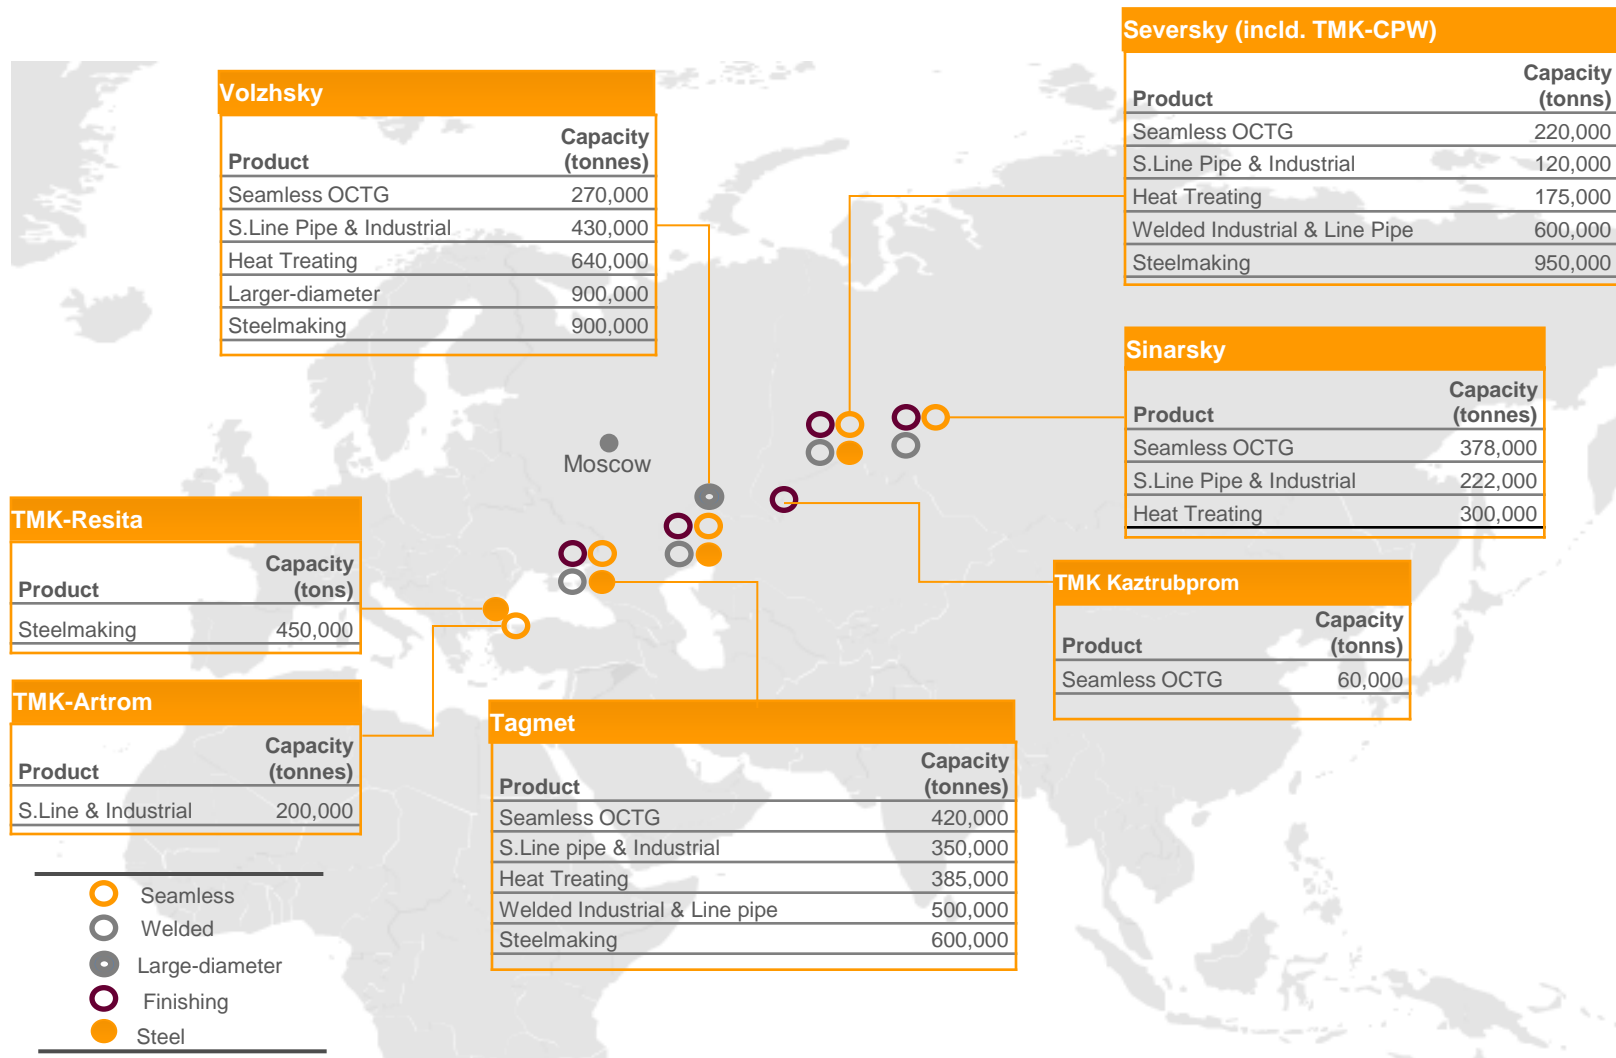 Severksy (incld. TMK-CPW)
Capacity
Product (tonns)
Seamless OCTG 220,000
S.Line Pipe & Industrial 120,000
Heat Treating 175,000
Welded Industrial & Line Pipe 600,000
Steelmaking 950,000
Volzhsky
Capacity
Product (tonnes)
Seamless OCTG 270,000
S.Line Pipe & Industrial 430,000
Heat Treating 640,000
Larger-diameter 900,000
Steelmaking 900,000
Sinarsky
Capacity
Product (tonnes)
Seamless OCTG 378,000
S.Line Pipe & Industrial 222,000
Heat Treating 300,000
Moscow
TMK-Resita
Capacity
Product (tons)
Steelmaking 450,000
TMK Kaztrubprom
Capacity
Product (tonns)
Seamless OCTG 60,000
TMK-Artrom
Capacity
Product (tonnes)
S.Line & Industrial 200,000
Tagmet
Capacity
Product (tonnes)
Seamless OCTG 420,000
S.Line pipe & Industrial 350,000
Heat Treating 385,000
Welded Industrial & Line pipe 500,000
Steelmaking 600,000
Seamless
Welded
Large-diameter
Finishing
Steel